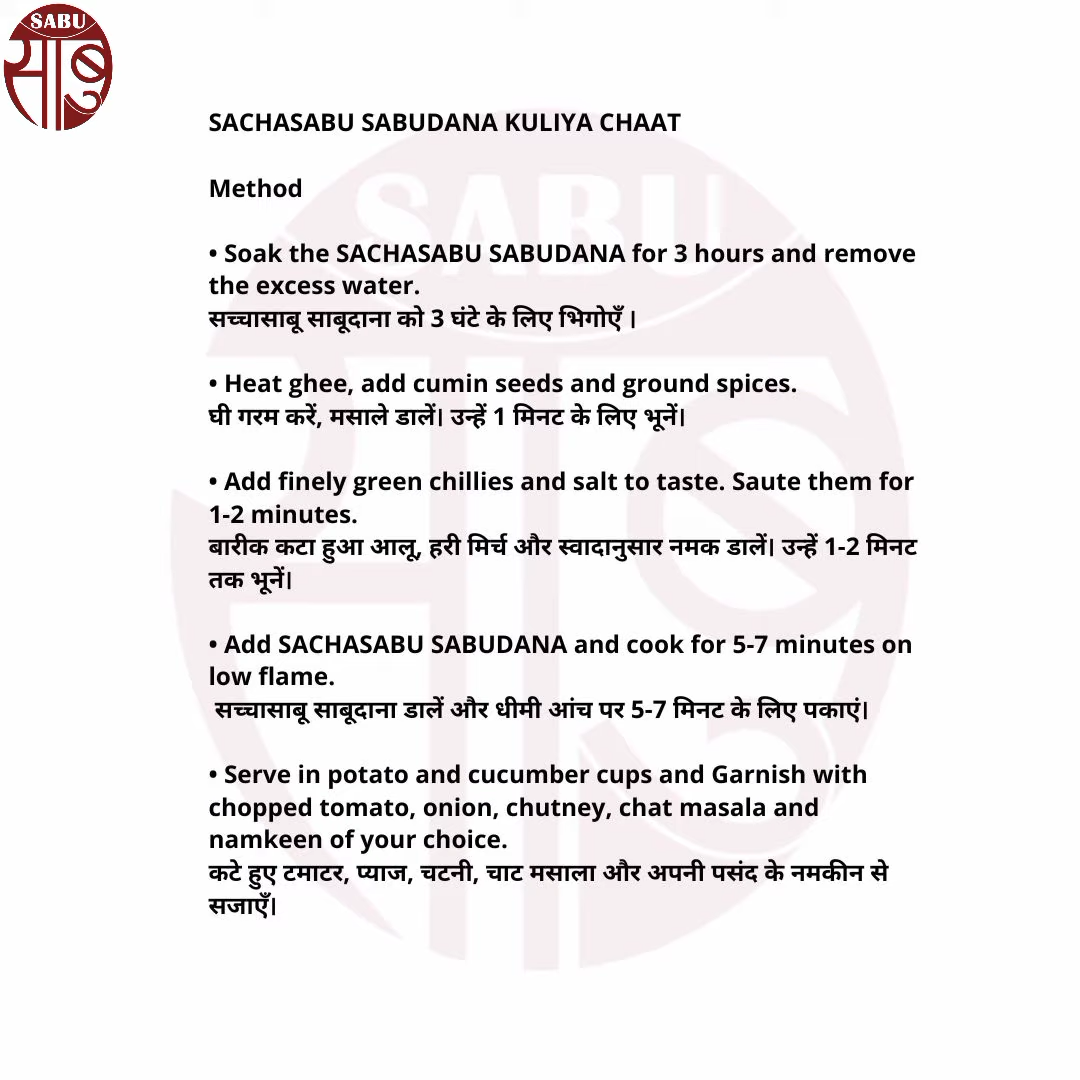 SABU
साबु
SACHASABU SABUDANA KULIYA CHAAT
Method
• Soak the SACHASABU SABUDANA for 3 hours and remove
the excess water.
सच्चासाबू साबूदाना को 3 घंटे के लिए भिगोएँ ।
• Heat ghee, add cumin seeds and ground spices.
घी गरम करें, मसाले डालें। उन्हें 1 मिनट के लिए भूनें।
• Add finely green chillies and salt to taste. Saute them for
1-2 minutes.
बारीक कटा हुआ आलू, हरी मिर्च और स्वादानुसार नमक डालें। उन्हें 1-2 मिनट
तक भूनें।
• Add SACHASABU SABUDANA and cook for 5-7 minutes on
low flame.
सच्चासाबू साबूदाना डालें और धीमी आंच पर 5-7 मिनट के लिए पकाएं।
• Serve in potato and cucumber cups and Garnish with
chopped tomato, onion, chutney, chat masala and
namkeen of your choice.
कटे हुए टमाटर, प्याज, चटनी, चाट मसाला और अपनी पसंद के नमकीन से
सजाएँ।